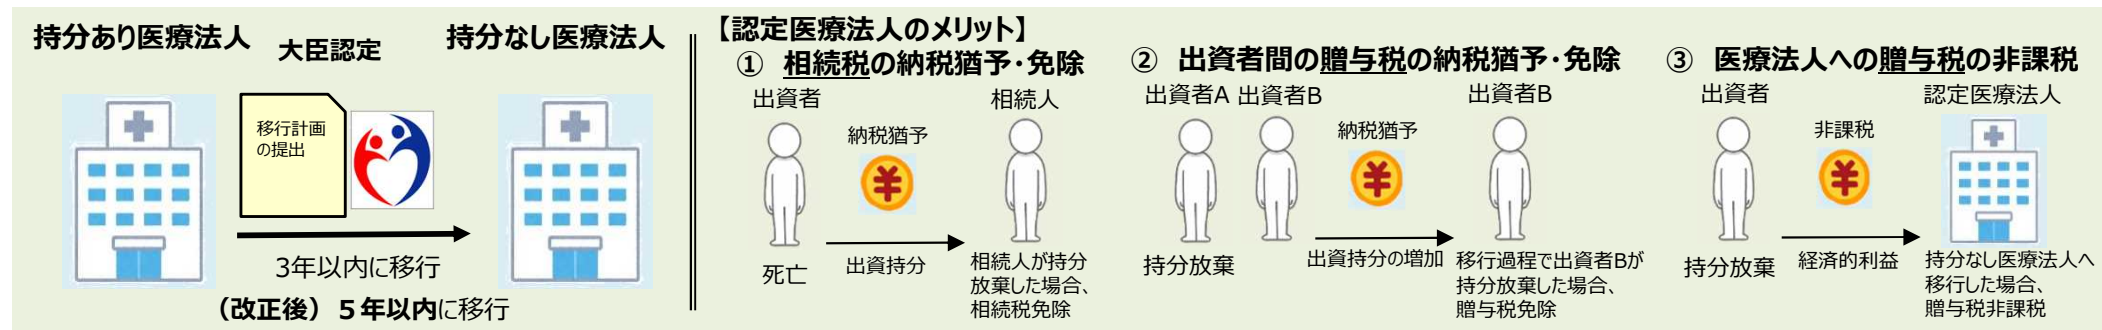 持分あり医療法人
大臣認定
持分なし医療法人
移行計画
の提出
3年以内に移行
（改正後）５年以内に移行
【認定医療法人のメリット】
① 相続税の納税猶予・免除
出資者
相続人
納税猶予
¥
死亡
出資持分
相続人が持分
放棄した場合、
相続税免除
② 出資者間の贈与税の納税猶予・免除
出資者A 出資者B
出資者B
納税猶予
¥
持分放棄
出資持分の増加
移行過程で出資者Bが
持分放棄した場合、
贈与税免除
③ 医療法人への贈与税の非課税
出資者
認定医療法人
非課税
¥
持分放棄
経済的利益
持分なし医療法人へ
移行した場合、
贈与税非課税